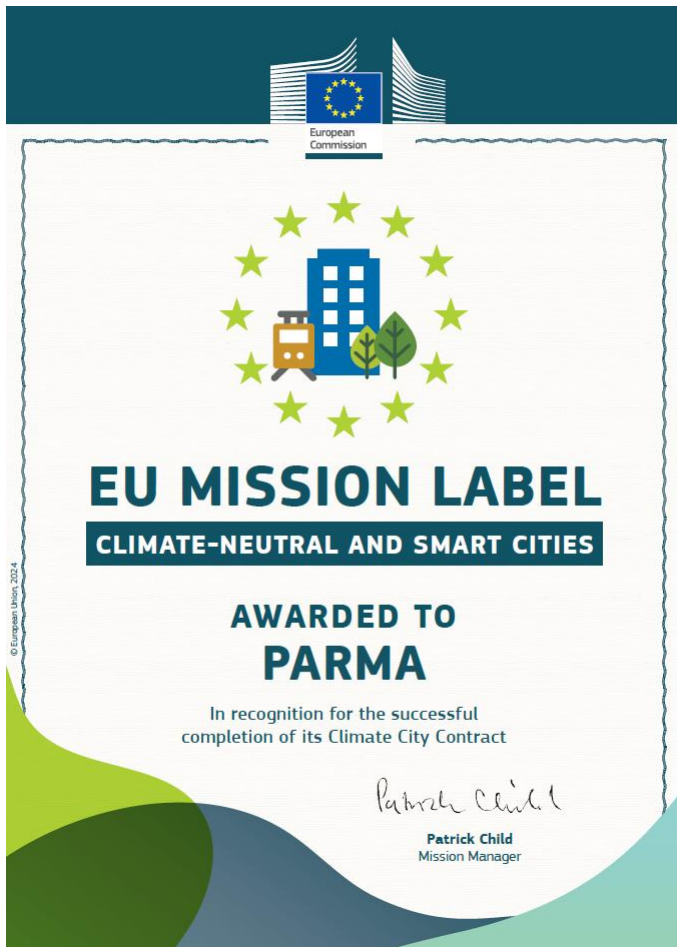 European
Commission
EU MISSION LABEL
CLIMATE-NEUTRAL AND SMART CITIES
AWARDED TO
PARMA
In recognition for the successful
completion of its Climate City Contract
Patrick Child
Patrick Child
Mission Manager
© European Union, 2024